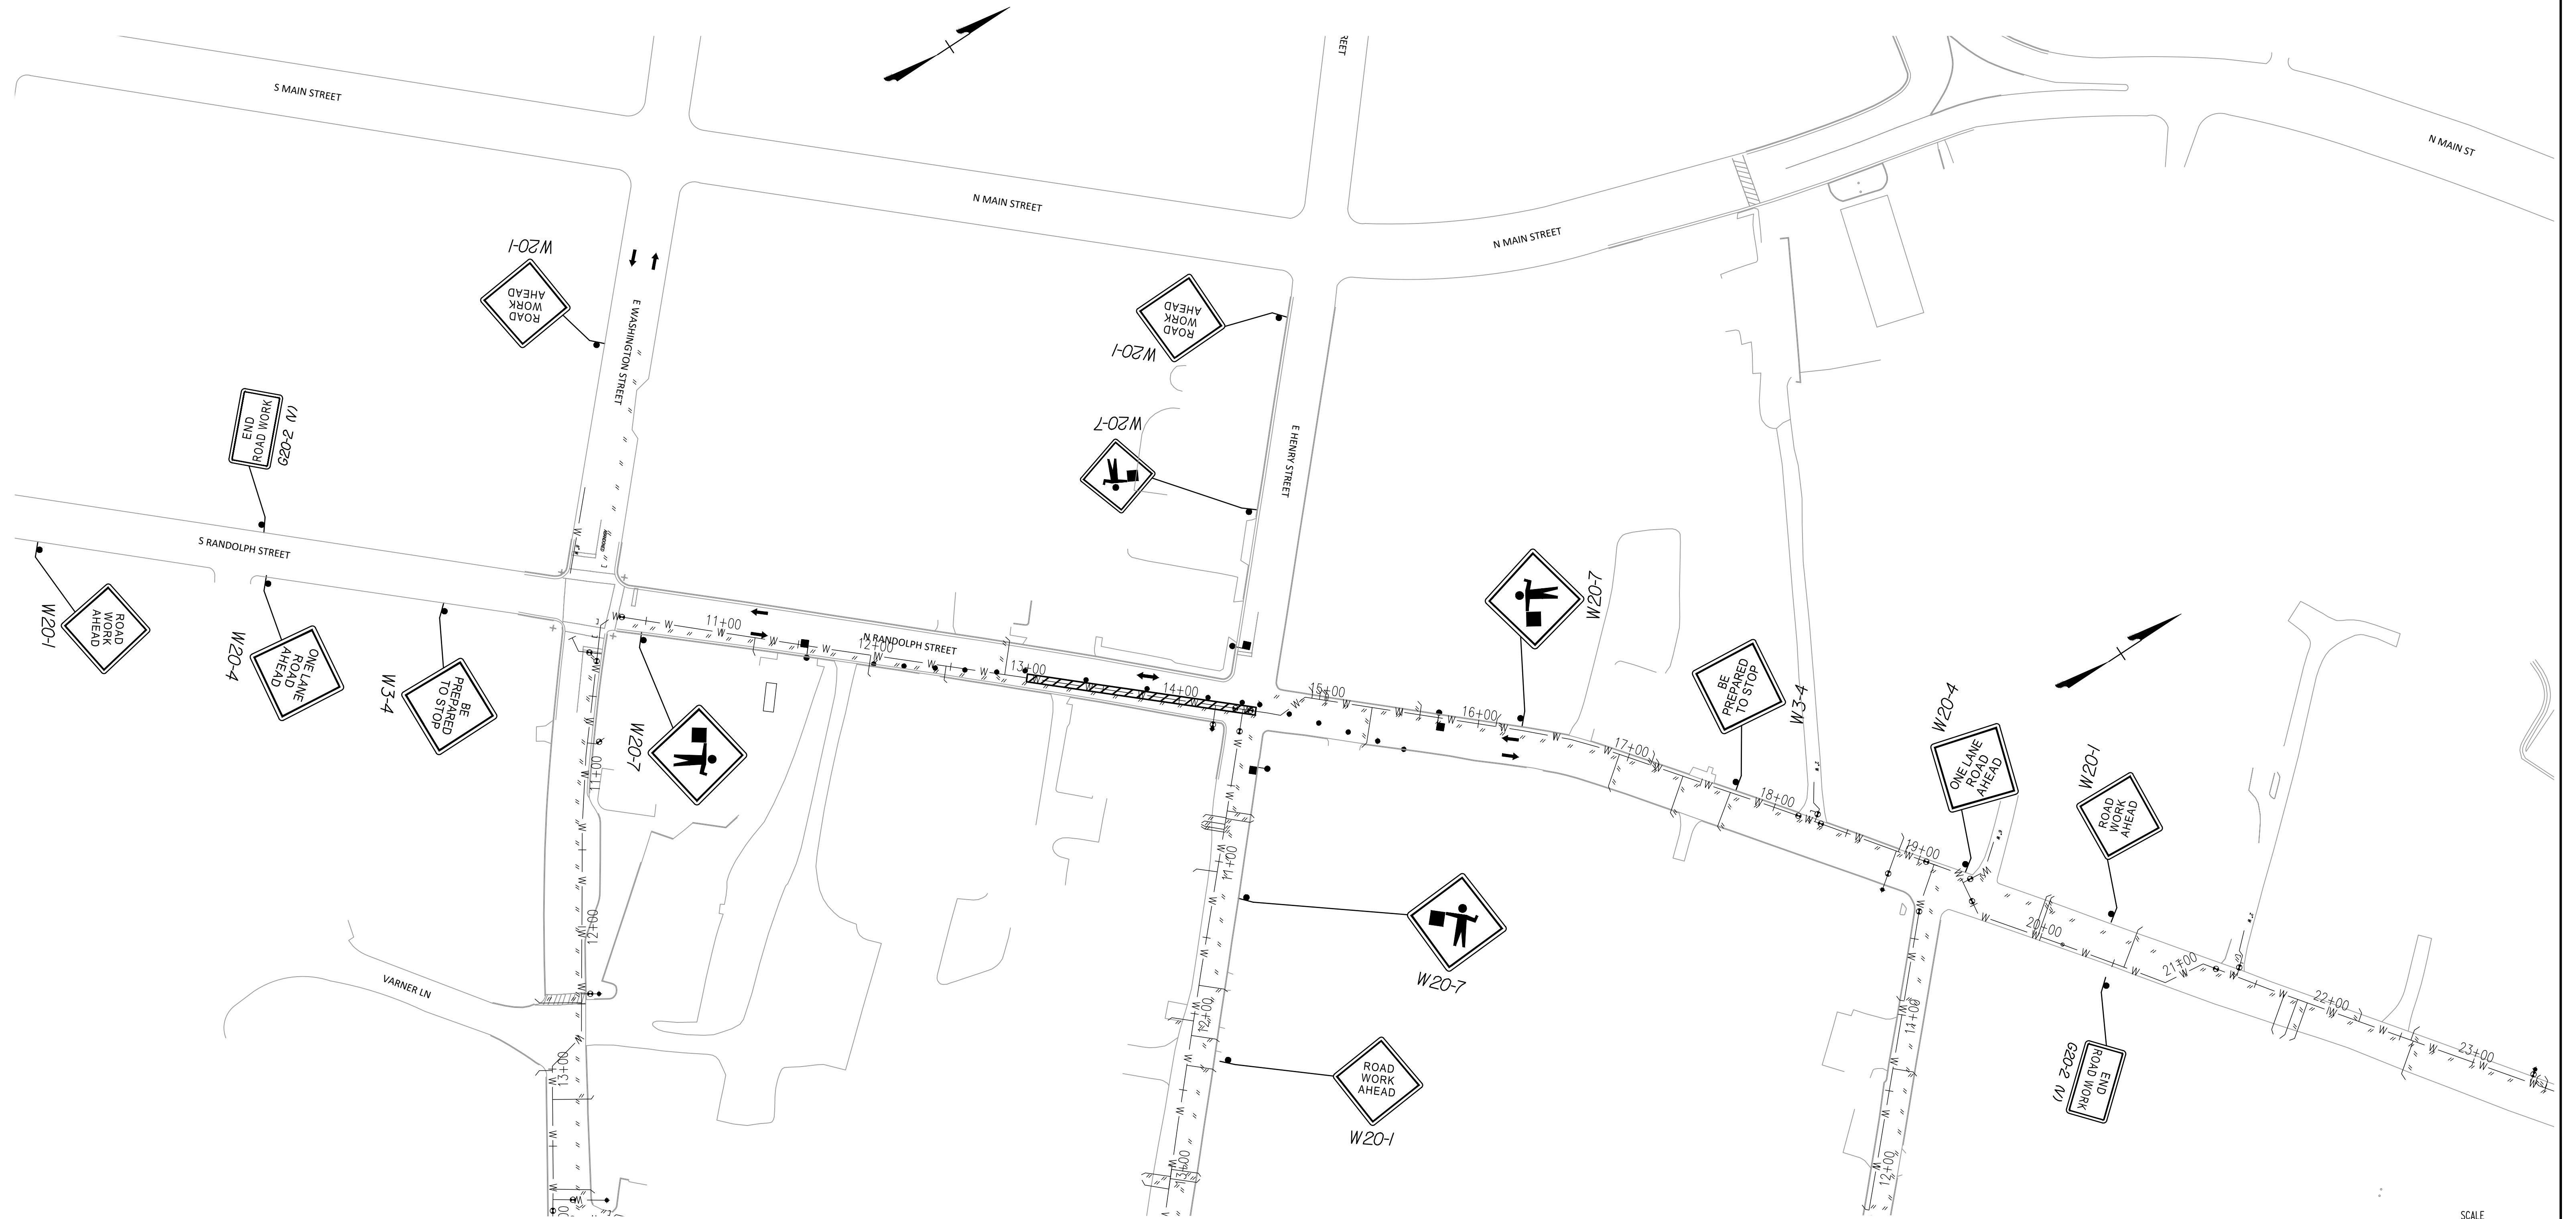 REET
S MAIN STREET
N MAIN STREET
N MAIN STREET
N MAIN ST
W20-1
ROAD
WORK
AHEAD
E WASHINGTON STREET
ROAD
WORK
AHEAD
W20-1
W20-7
E HENRY STREET
END
ROAD WORK
G20-2 (V)
S RANDOLPH STREET
W20-1
ROAD
WORK
AHEAD
W20-4
ONE LANE
ROAD
AHEAD
W3-4
BE
PREPARED
TO STOP
W20-7
N RANDOLPH STREET
11+00
12+00
13+00
14+00
15+00
16+00
17+00
18+00
19+00
20+00
21+00
22+00
23+00
W20-7
BE
PREPARED
TO STOP
W3-4
W20-4
ONE LANE
ROAD
AHEAD
W20-1
ROAD
WORK
AHEAD
END
ROAD WORK
G20-2 (V)
11+00
12+00
13+00
VARNER LN
11+00
12+00
13+00
W20-7
ROAD
WORK
AHEAD
W20-1
11+00
12+00
SCALE